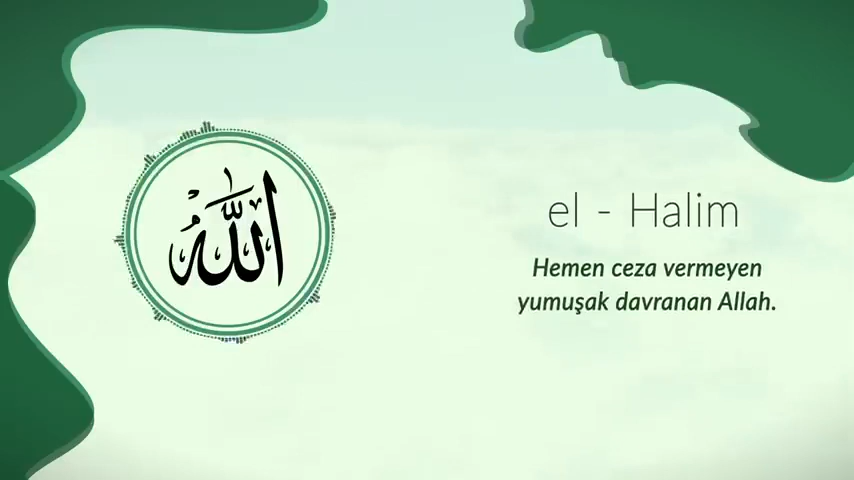 الله
el - Halim
Hemen ceza vermeyen
yumuşak davranan Allah.